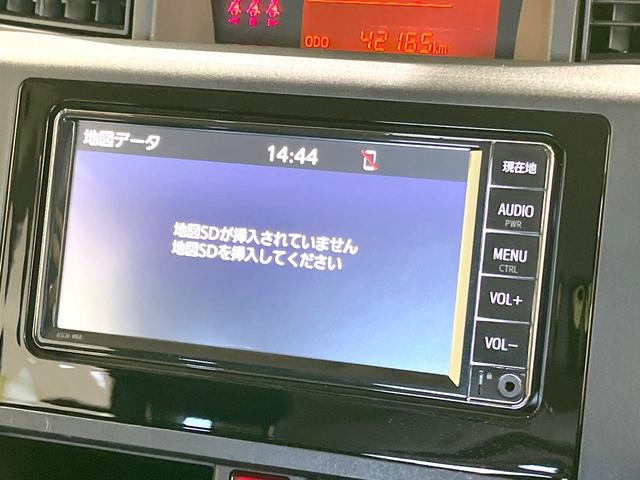 ODO 42165km
地図データ
14:44
現在地
地図SDが挿入されていません
地図SDを挿入してください
AUDIO
PWR
MENU
CTRL
VOL+
VOL-